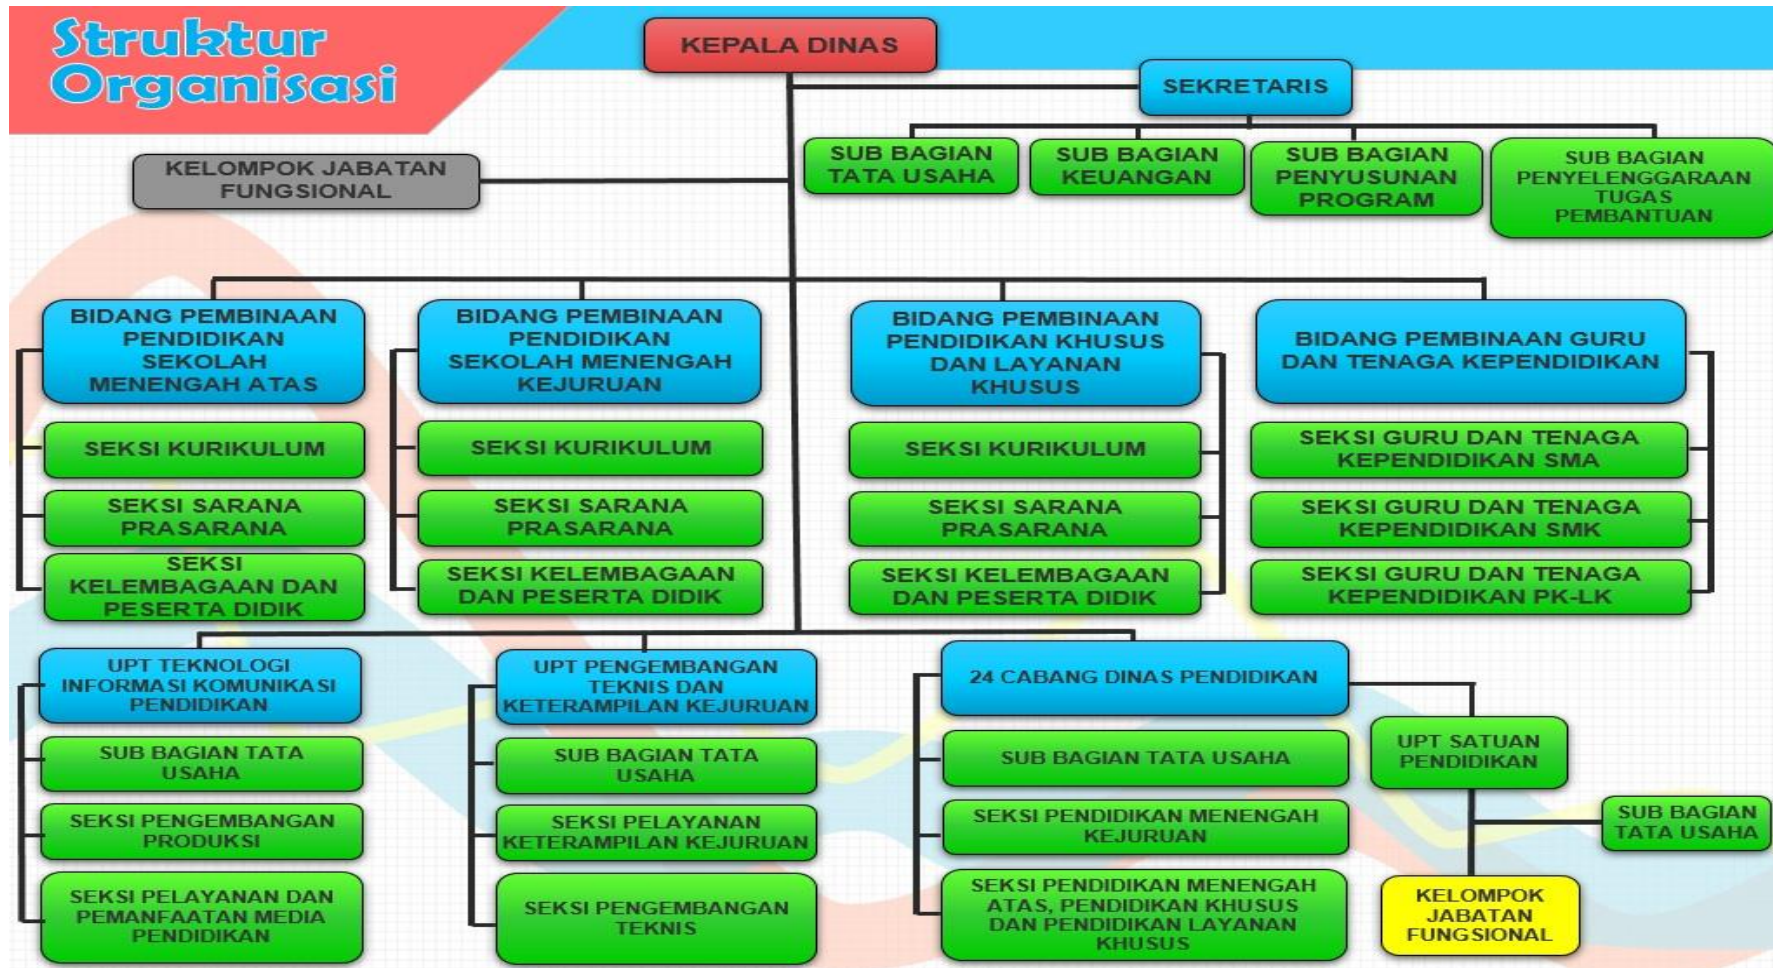 Struktur
Organisasi
KEPALA DINAS
SEKRETARIS
SUB BAGIAN
TATA USAHA
SUB BAGIAN
KEUANGAN
SUB BAGIAN
PENYUSUNAN
PROGRAM
SUB BAGIAN
PENYELENGGARAAN
TUGAS
PEMBANTUAN
KELOMPOK JABATAN
FUNGSIONAL
BIDANG PEMBINAAN
PENDIDIKAN
SEKOLAH
MENENGAH ATAS
SEKSI KURIKULUM
SEKSI SARANA
PRASARANA
SEKSI
KELEMBAGAAN DAN
PESERTA DIDIK
BIDANG PEMBINAAN
PENDIDIKAN
SEKOLAH MENENGAH
KEJURUAN
SEKSI KURIKULUM
SEKSI SARANA
PRASARANA
SEKSI KELEMBAGAAN
DAN PESERTA DIDIK
BIDANG PEMBINAAN
PENDIDIKAN KHUSUS
DAN LAYANAN
KHUSUS
SEKSI KURIKULUM
SEKSI SARANA
PRASARANA
SEKSI KELEMBAGAAN
DAN PESERTA DIDIK
BIDANG PEMBINAAN GURU
DAN TENAGA KEPENDIDIKAN
SEKSI GURU DAN TENAGA
KEPENDIDIKAN SMA
SEKSI GURU DAN TENAGA
KEPENDIDIKAN SMK
SEKSI GURU DAN TENAGA
KEPENDIDIKAN PK-LK
UPT TEKNOLOGI
INFORMASI KOMUNIKASI
PENDIDIKAN
SUB BAGIAN TATA
USAHA
SEKSI PENGEMBANGAN
PRODUKSI
SEKSI PELAYANAN DAN
PEMANFAATAN MEDIA
PENDIDIKAN
UPT PENGEMBANGAN
TEKNIS DAN
KETERAMPILAN KEJURUAN
SUB BAGIAN TATA
USAHA
SEKSI PELAYANAN
KETERAMPILAN KEJURUAN
SEKSI PENGEMBANGAN
TEKNIS
24 CABANG DINAS PENDIDIKAN
SUB BAGIAN TATA USAHA
SEKSI PENDIDIKAN MENENGAH
KEJURUAN
SEKSI PENDIDIKAN MENENGAH
ATAS, PENDIDIKAN KHUSUS
DAN PENDIDIKAN LAYANAN
KHUSUS
UPT SATUAN
PENDIDIKAN
SUB BAGIAN
TATA USAHA
KELOMPOK
JABATAN
FUNGSIONAL